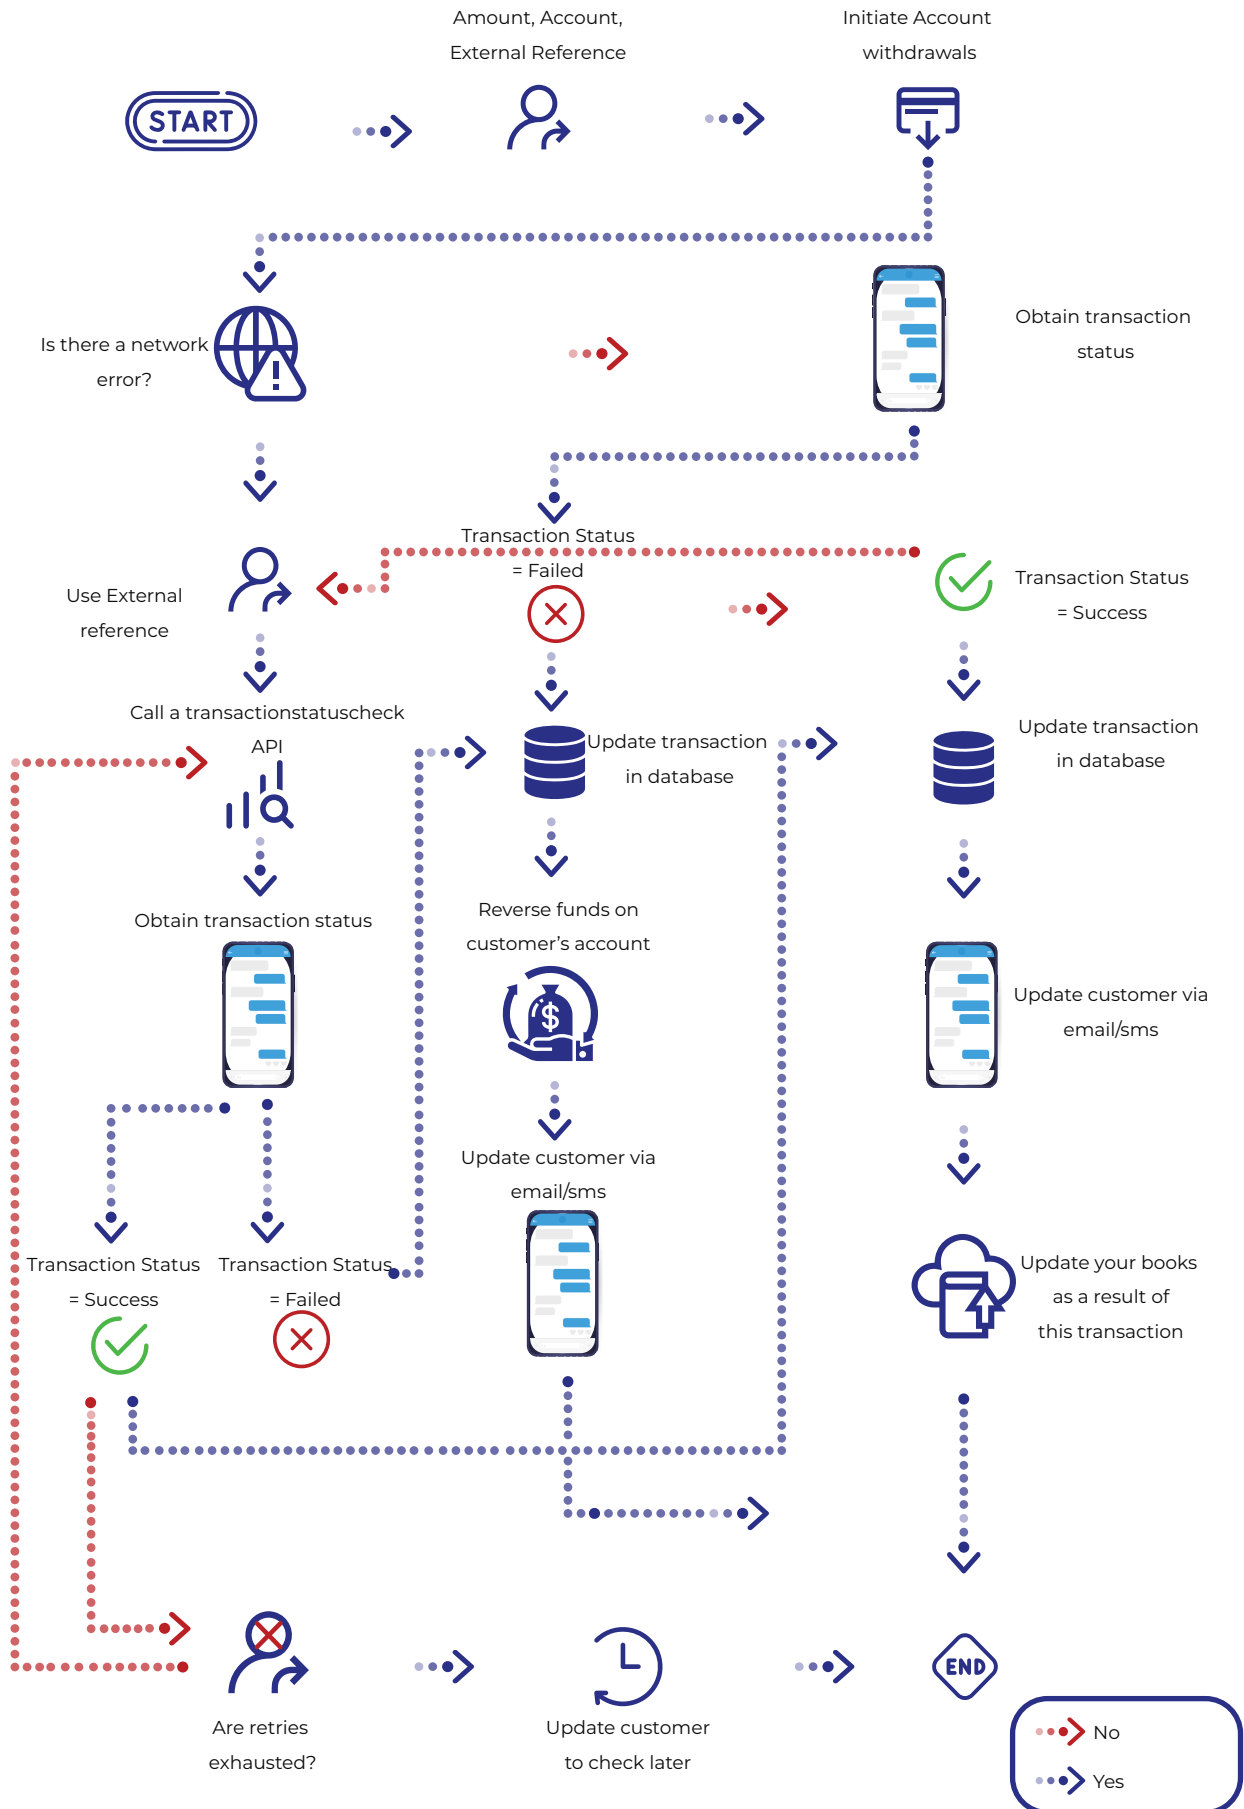 Amount, Account,
External Reference
Initiate Account
withdrawals
START
Is there a network
error?
Obtain transaction
status
Transaction Status
= Failed
Transaction Status
= Success
Use External
reference
Call a transactionstatuscheck
API
Update transaction
in database
Update transaction
in database
Obtain transaction status
Reverse funds on
customer’s account
$
Update customer via
email/sms
Update customer via
email/sms
Transaction Status
= Success
Transaction Status
= Failed
Update your books
as a result of
this transaction
END
Are retries
exhausted?
Update customer
to check later
No
Yes